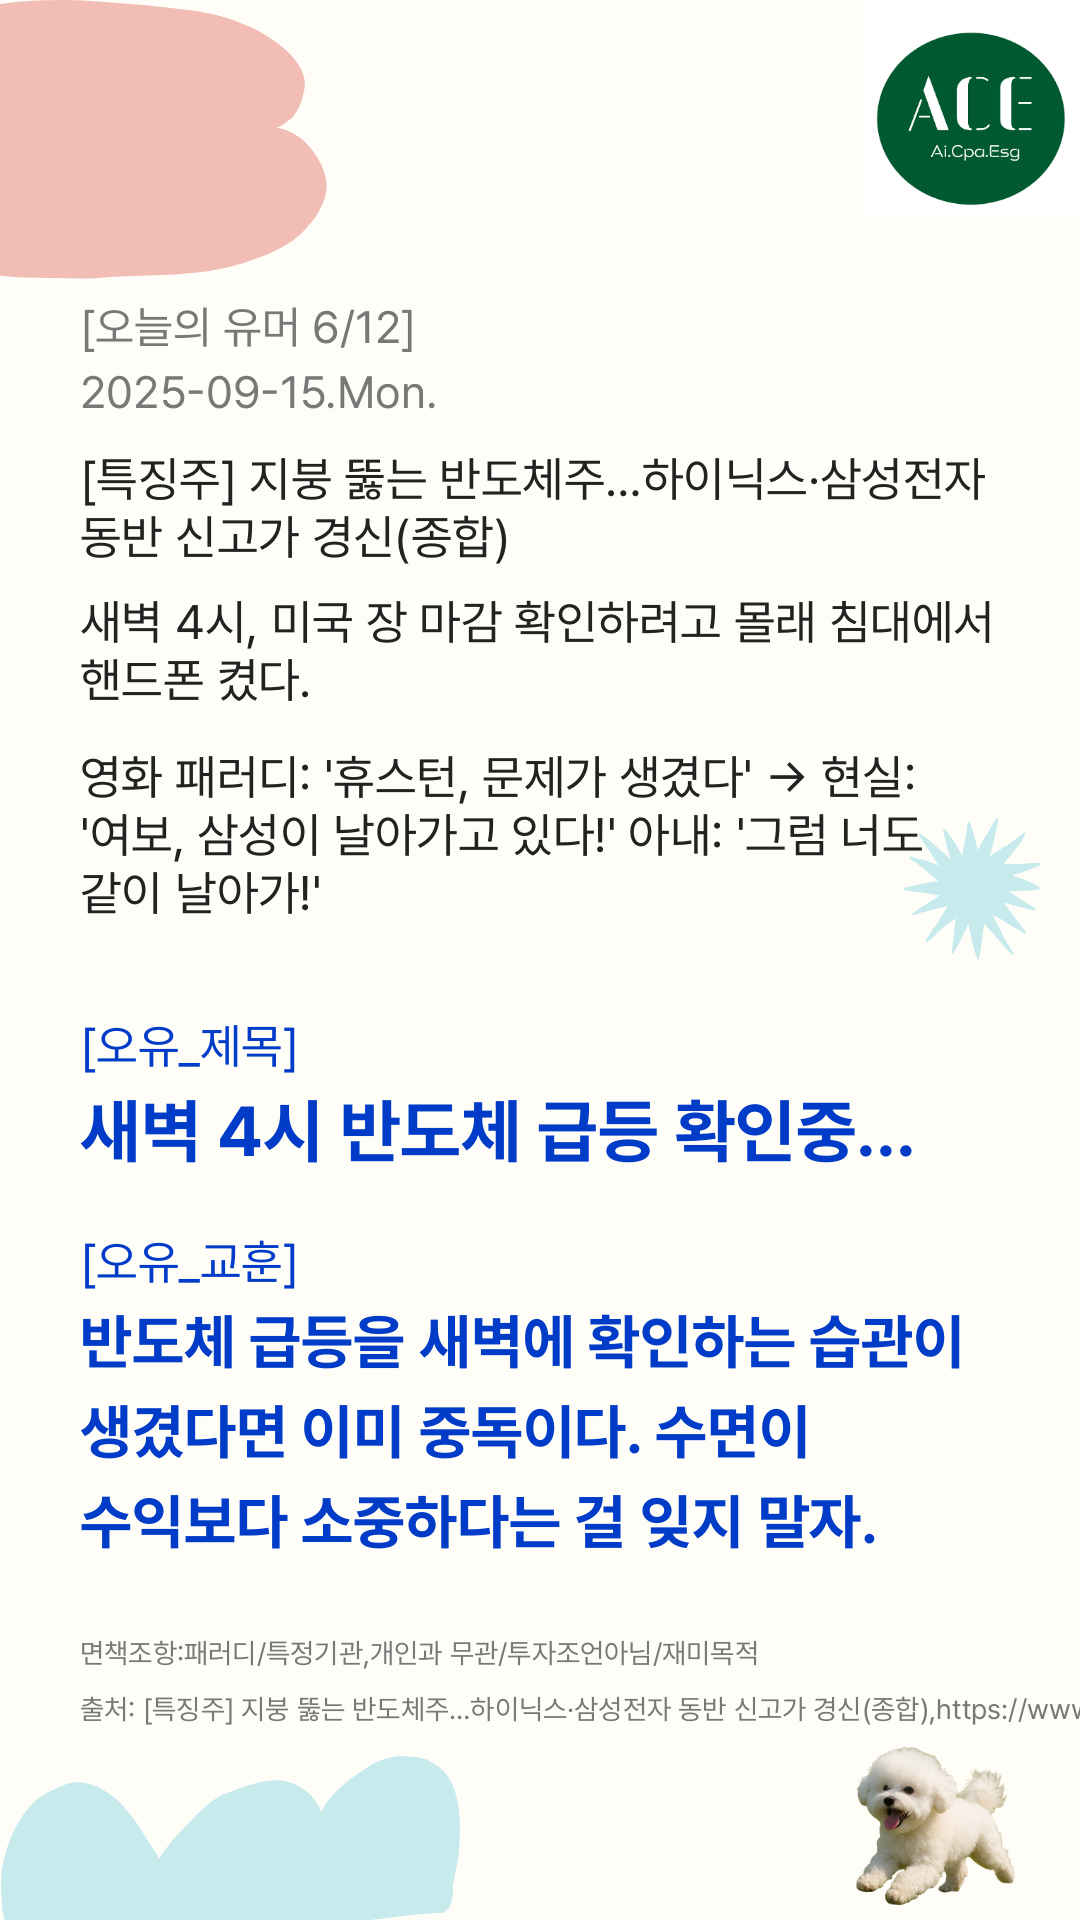 ACE
Ai.Cpa.Esg
[오늘의 유머 6/12]
2025-09-15.Mon.
[특징주] 지붕 뚫는 반도체주…하이닉스·삼성전자
동반 신고가 경신(종합)
새벽 4시, 미국 장 마감 확인하려고 몰래 침대에서
핸드폰 켰다.
영화 패러디: '휴스턴, 문제가 생겼다' → 현실:
'여보, 삼성이 날아가고 있다!' 아내: '그럼 너도
같이 날아가!'
[오유_제목]
새벽 4시 반도체 급등 확인중...
[오유_교훈]
반도체 급등을 새벽에 확인하는 습관이
생겼다면 이미 중독이다. 수면이
수익보다 소중하다는 걸 잊지 말자.
면책조항:패러디/특정기관,개인과 무관/투자조언아님/재미목적
출처: [특징주] 지붕 뚫는 반도체주…하이닉스·삼성전자 동반 신고가 경신(종합),https://www